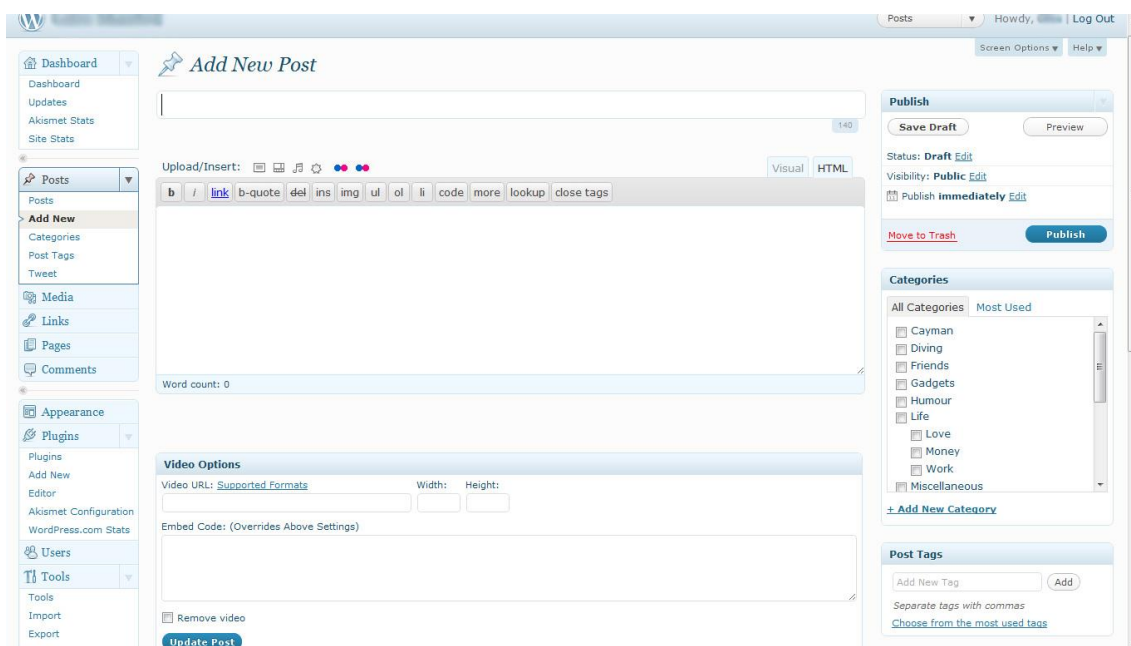 Posts Howdy, | Log Out
Screen Options Help
Dashboard
Dashboard
Updates
Akismet Stats
Site Stats
Posts
Posts
Add New
Categories
Post Tags
Tweet
Media
Links
Pages
Comments
Appearance
Plugins
Plugins
Add New
Editor
Akismet Configuration
WordPress.com Stats
Users
Tools
Tools
Import
Export
Add New Post
140
Upload/Insert:
Visual HTML
b i link b-quote del ins img ul ol li code more lookup close tags
Word count: 0
Video Options
Video URL: Supported Formats Width: Height:
Embed Code: (Overrides Above Settings)
Remove video
Update Post
Publish
Save Draft Preview
Status: Draft Edit
Visibility: Public Edit
Publish immediately Edit
Move to Trash Publish
Categories
All Categories Most Used
Cayman
Diving
Friends
Gadgets
Humour
Life
Love
Money
Work
Miscellaneous
+ Add New Category
Post Tags
Add New Tag Add
Separate tags with commas
Choose from the most used tags